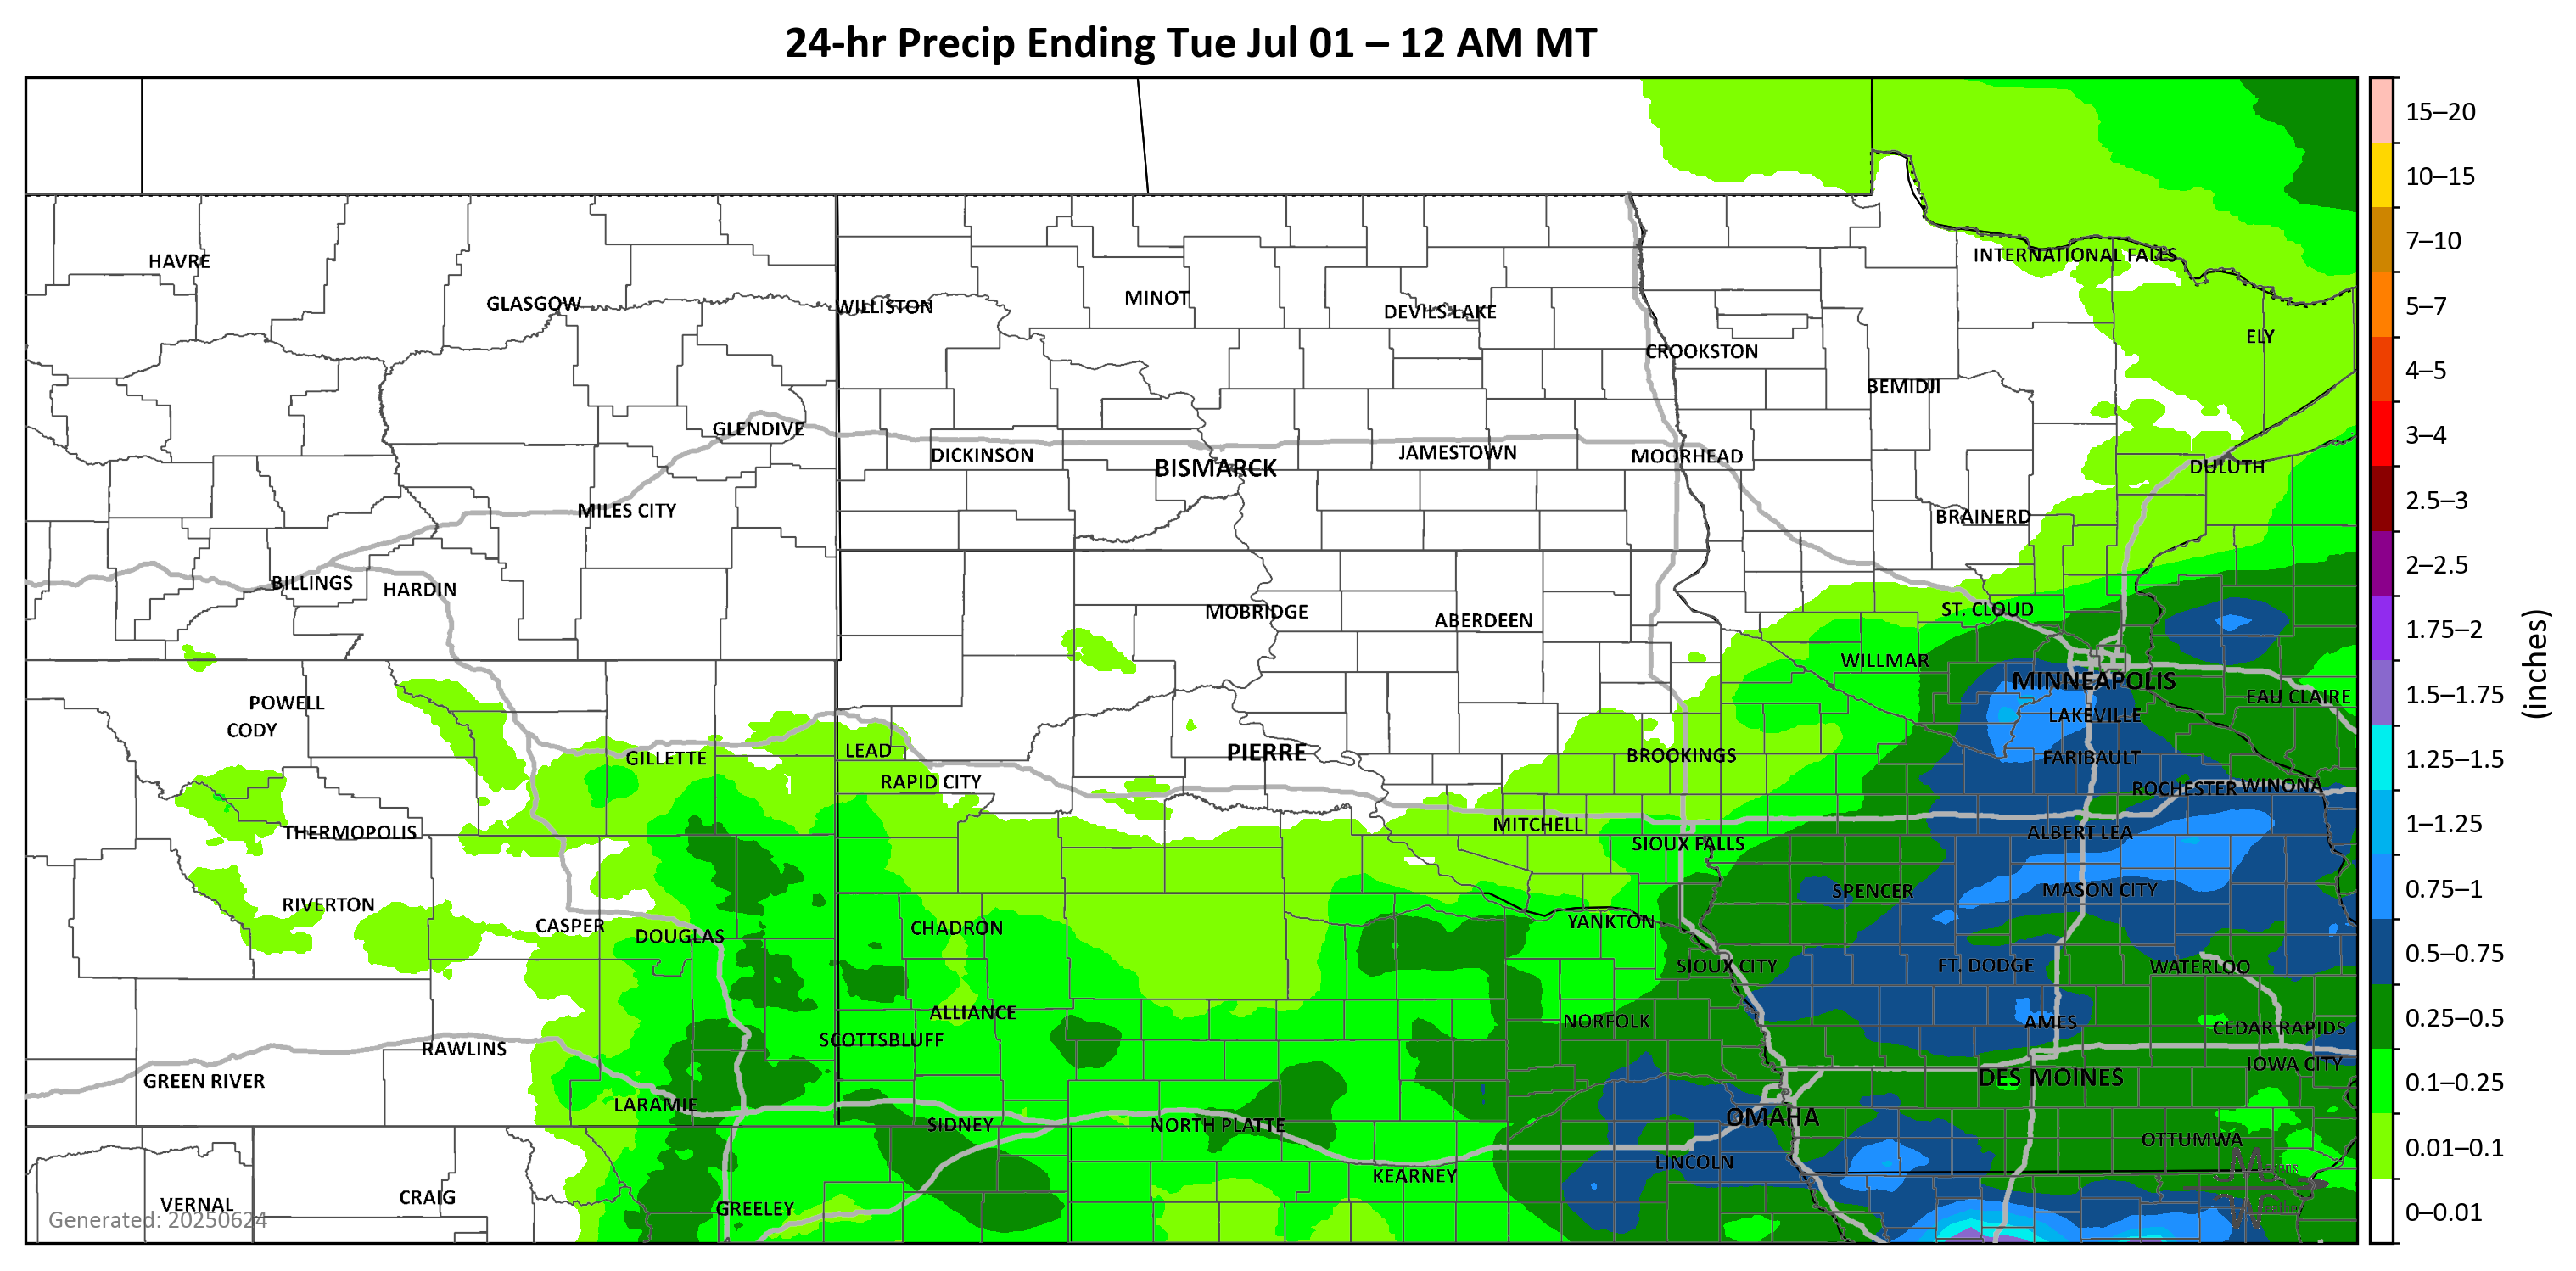 24-hr Precip Ending Tue Jul 01 – 12 AM MT
15–20
10–15
7–10
5–7
4–5
3–4
2.5–3
2–2.5
1.75–2
1.5–1.75
1.25–1.5
1–1.25
0.75–1
0.5–0.75
0.25–0.5
0.1–0.25
0.01–0.1
0–0.01
(inches)
INTERNATIONAL FALLS
HAVRE
MINOT
GLASGOW
WILLISTON
DEVILS LAKE
ELY
CROOKSTON
BEMIDJI
GLENDIVE
DICKINSON
JAMESTOWN
MOORHEAD
BISMARCK
DULUTH
MILES CITY
BRAINERD
BILLINGS
HARDIN
MOBRIDGE
ABERDEEN
ST. CLOUD
WILLMAR
MINNEAPOLIS
EAU CLAIRE
POWELL
LAKEVILLE
CODY
LEAD
PIERRE
BROOKINGS
GILLETTE
FARIBAULT
RAPID CITY
ROCHESTER
WINONA
THERMOPOLIS
MITCHELL
ALBERT LEA
SIOUX FALLS
SPENCER
MASON CITY
RIVERTON
CASPER
CHADRON
YANKTON
DOUGLAS
SIOUX CITY
FT. DODGE
WATERLOO
ALLIANCE
NORFOLK
AMES
CEDAR RAPIDS
SCOTTSBLUFF
RAWLINS
IOWA CITY
GREEN RIVER
DES MOINES
LARAMIE
OMAHA
SIDNEY
NORTH PLATTE
OTTUMWA
LINCOLN
KEARNEY
VERNAL
CRAIG
GREELEY
Generated: 20250624